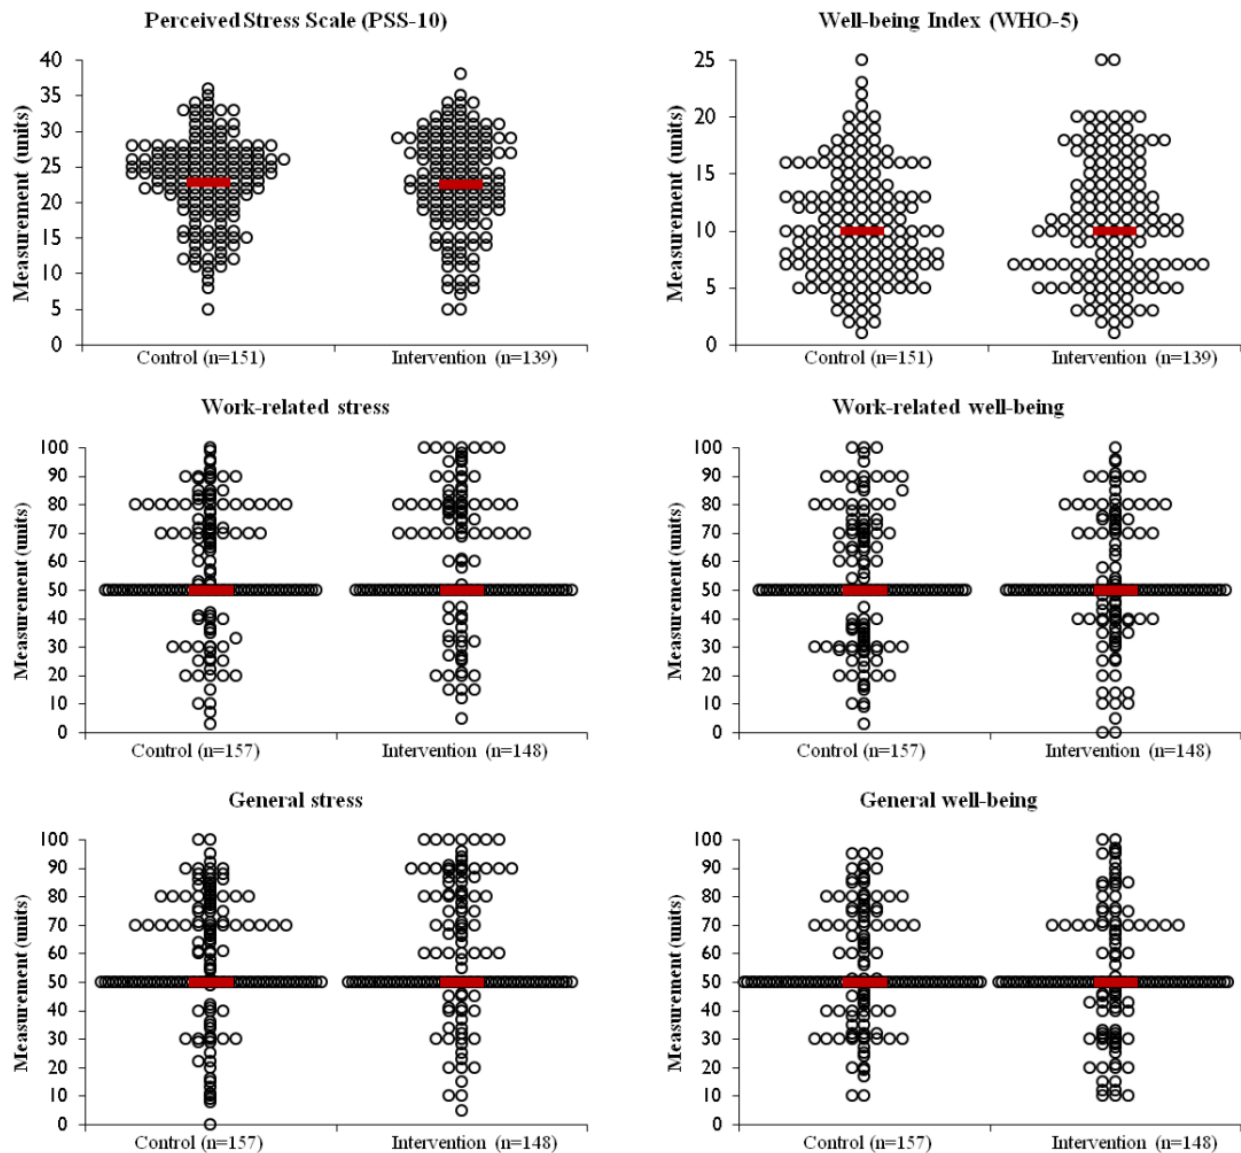 Perceived Stress Scale (PSS-10)
Measurement (units)
40
35
30
25
20
15
10
5
0
Control (n=151)
Intervention (n=139)
Well-being Index (WHO-5)
Measurement (units)
25
20
15
10
5
0
Control (n=151)
Intervention (n=139)
Work-related stress
Measurement (units)
100
90
80
70
60
50
40
30
20
10
0
Control (n=157)
Intervention (n=148)
Work-related well-being
Measurement (units)
100
90
80
70
60
50
40
30
20
10
0
Control (n=157)
Intervention (n=148)
General stress
Measurement (units)
100
90
80
70
60
50
40
30
20
10
0
Control (n=157)
Intervention (n=148)
General well-being
Measurement (units)
100
90
80
70
60
50
40
30
20
10
0
Control (n=157)
Intervention (n=148)